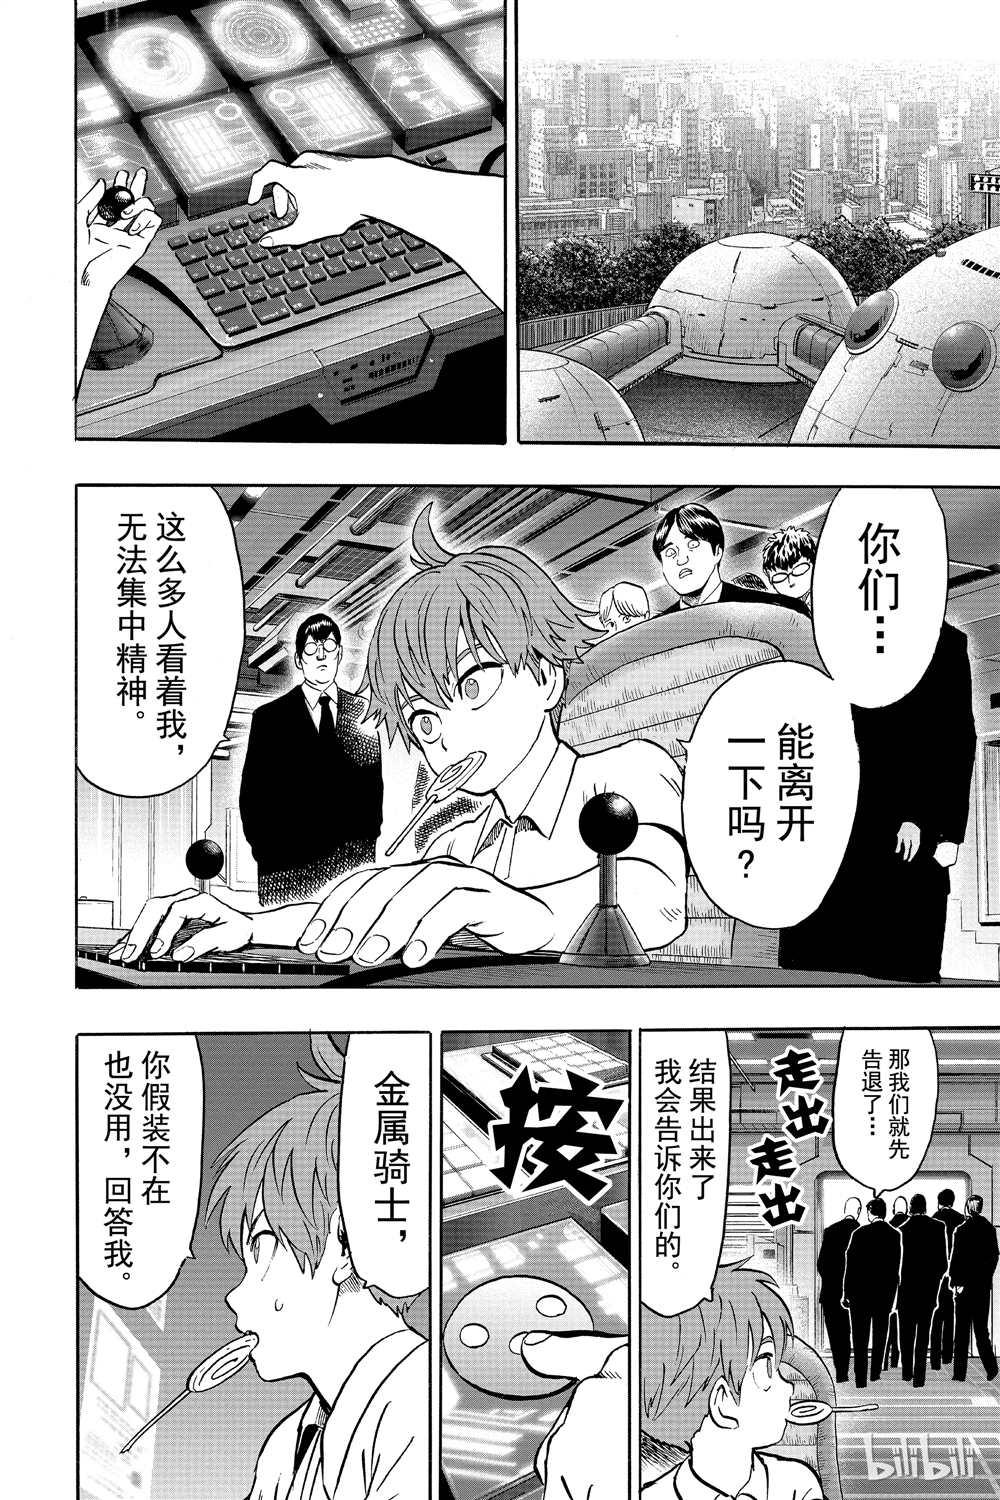 你们…
能离开
一下吗？
这么多人看着我，
无法集中精神。
那我们就先
告退了…
走出
走出
结果出来了
我会告诉你们的。
按
金属骑士，
你假装不在
也没用，回答我。
bilibili